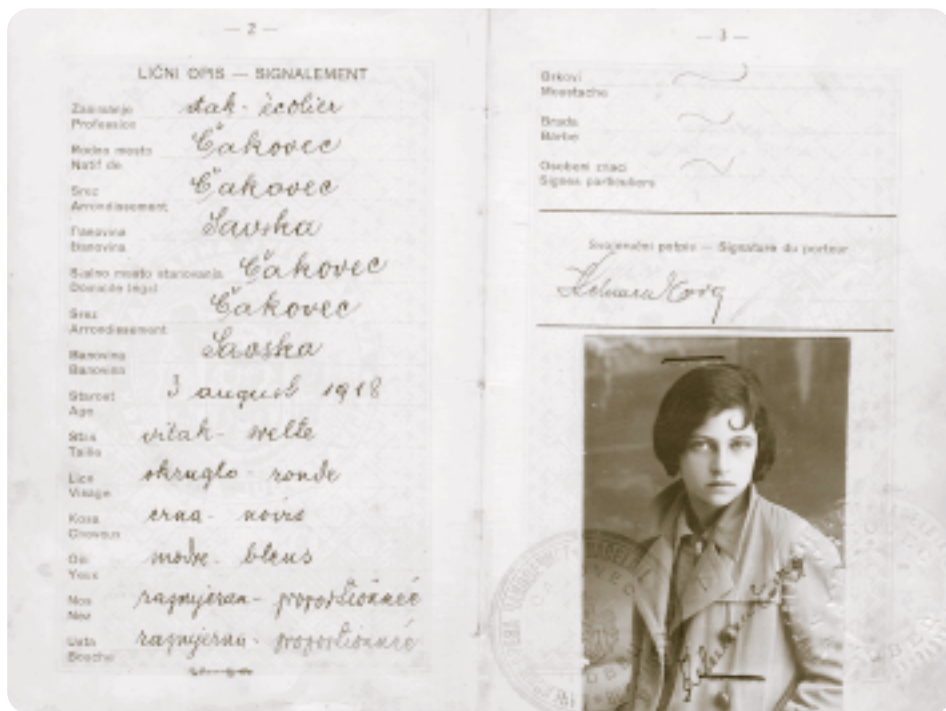 — 2 —
LIČNI OPIS — SIGNALEMENT
Zanimanje đak - ècolier
Profession
Rodno mesto Čakovec
Natif de
Srez Čakovec
Arrondissement
Бановина Savska
Banovina
Stalno mesto stanovanja Čakovec
Domicile légal
Srez Čakovec
Arrondissement
Banovina Savska
Banovina
Starost 3 august 1918
Age
Stas vitak - svelte
Taille
Lice okruglo - ronde
Visage
Kosa crna - noirs
Cheveux
Oči modre - bleus
Yeux
Nos razmjeran - proportionnée
Nez
Usta razmjerna - proportionnée
Bouche
— 3 —
Brkovi
Moustache
Brada
Barbe
Osobeni znaci
Signes particuliers
Svojeručni potpis — Signature du porteur